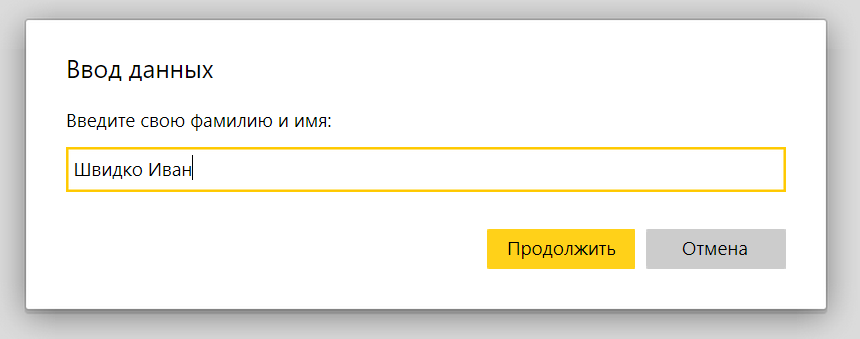 Ввод данных
Введите свою фамилию и имя:
Швидко Иван
Продолжить Отмена